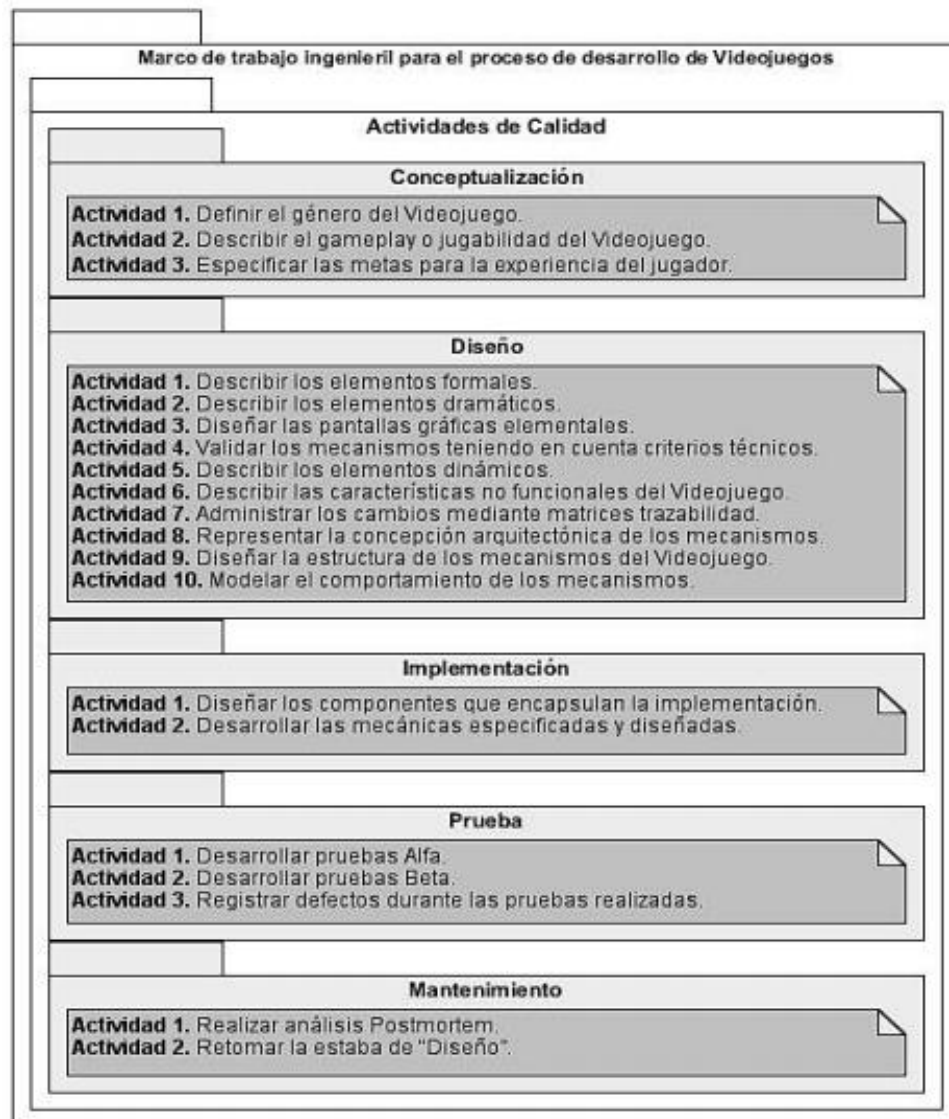 Marco de trabajo ingenieril para el proceso de desarrollo de Videojuegos
Actividades de Calidad
Conceptualización
Actividad 1. Definir el género del Videojuego.
Actividad 2. Describir el gameplay o jugabilidad del Videojuego.
Actividad 3. Especificar las metas para la experiencia del jugador.
Diseño
Actividad 1. Describir los elementos formales.
Actividad 2. Describir los elementos dramáticos.
Actividad 3. Diseñar las pantallas gráficas elementales.
Actividad 4. Validar los mecanismos teniendo en cuenta criterios técnicos.
Actividad 5. Describir los elementos dinámicos.
Actividad 6. Describir las características no funcionales del Videojuego.
Actividad 7. Administrar los cambios mediante matrices trazabilidad.
Actividad 8. Representar la concepción arquitectónica de los mecanismos.
Actividad 9. Diseñar la estructura de los mecanismos del Videojuego.
Actividad 10. Modelar el comportamiento de los mecanismos.
Implementación
Actividad 1. Diseñar los componentes que encapsulan la implementación.
Actividad 2. Desarrollar las mecánicas especificadas y diseñadas.
Prueba
Actividad 1. Desarrollar pruebas Alfa.
Actividad 2. Desarrollar pruebas Beta.
Actividad 3. Registrar defectos durante las pruebas realizadas.
Mantenimiento
Actividad 1. Realizar análisis Postmortem.
Actividad 2. Retomar la estaba de "Diseño".